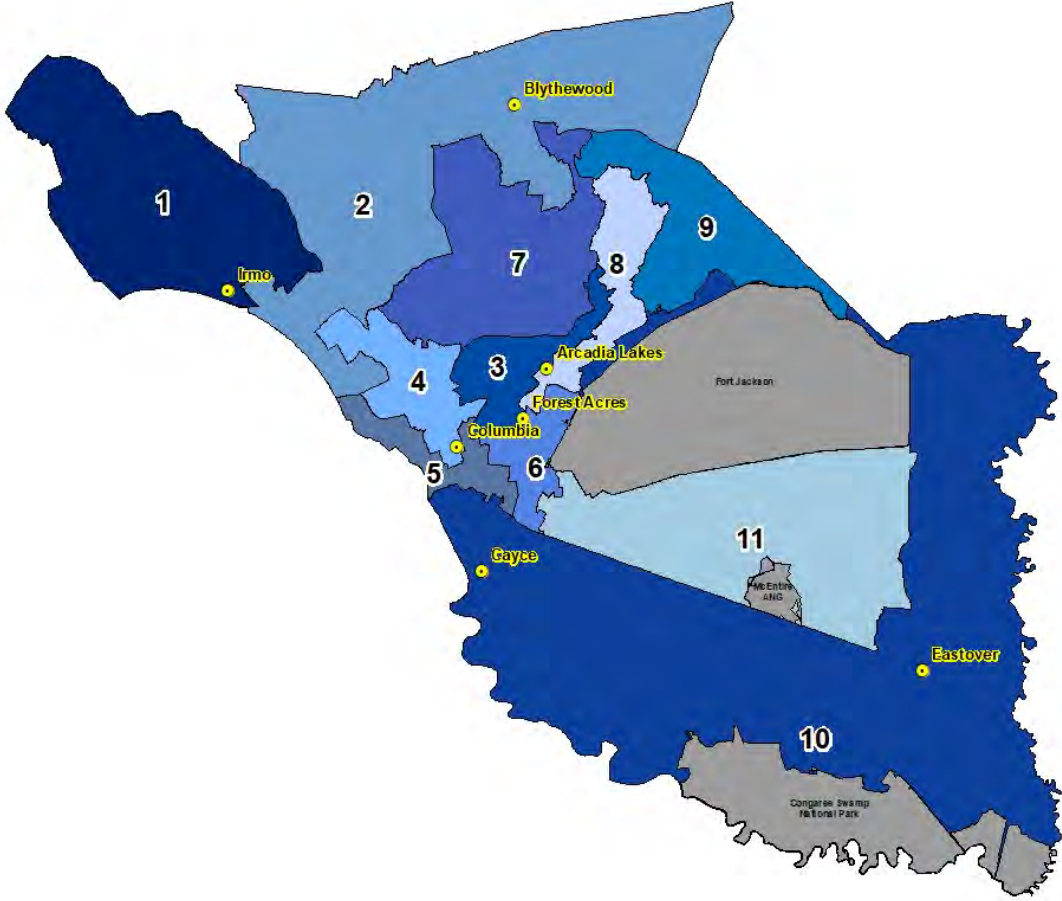 Blythewood
1
2
9
7
8
Irmo
Arcadia Lakes
3
4
Fort Jackson
Forest Acres
Columbia
5
6
11
Cayce
McEntire
ANG
Eastover
10
Congaree Swamp
National Park